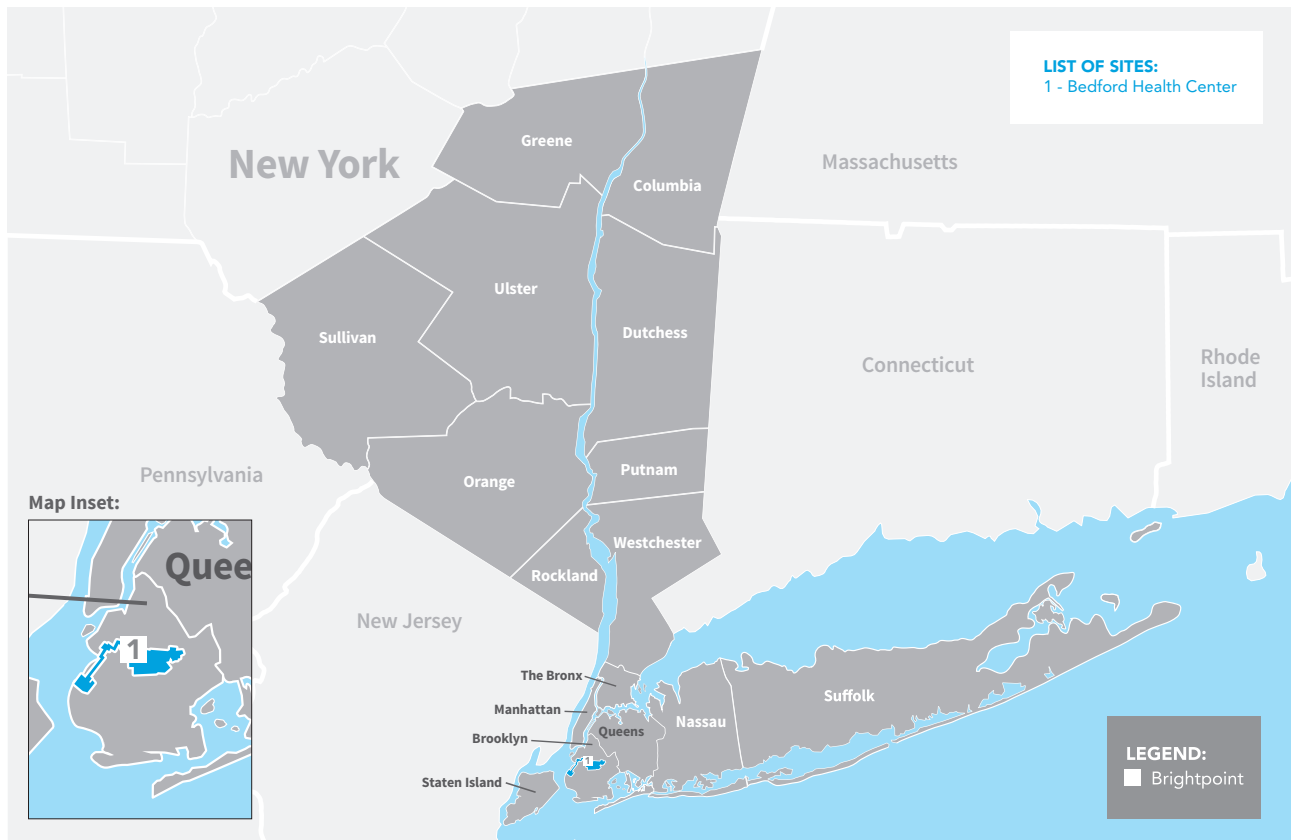 LIST OF SITES:
1 - Bedford Health Center
New York
Greene
Columbia
Massachusetts
Ulster
Sullivan
Dutchess
Connecticut
Rhode
Island
Pennsylvania
Orange
Putnam
Map Inset:
Quee
1
Westchester
Rockland
New Jersey
The Bronx
Manhattan
Brooklyn
Queens
Nassau
Suffolk
1
Staten Island
LEGEND:
Brightpoint